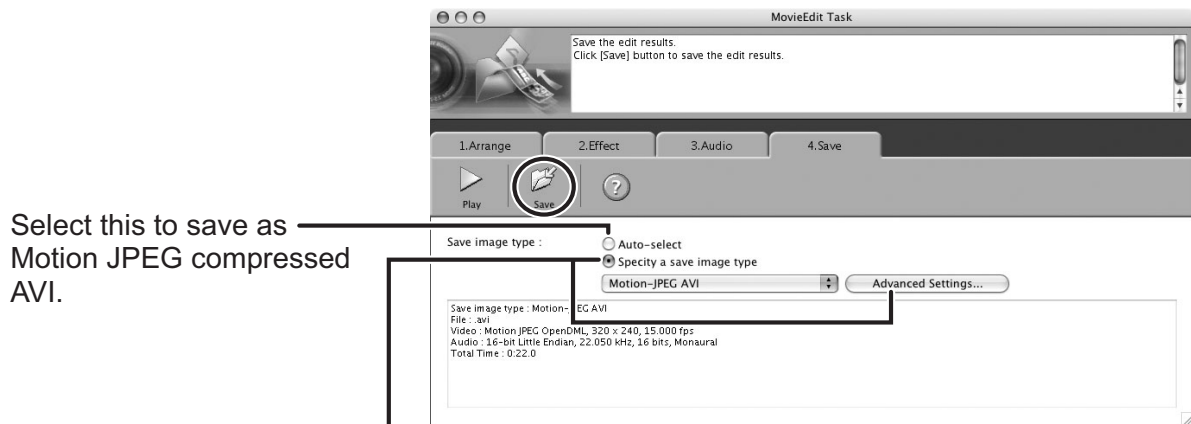 MovieEdit Task
Save the edit results.
Click [Save] button to save the edit results.
1.Arrange
2.Effect
3.Audio
4.Save
Play
Save
?
Select this to save as
Motion JPEG compressed
AVI.
Save image type :
Auto-select
Specity a save image type
Motion-JPEG AVI
Advanced Settings...
Save image type : Motion-JPEG AVI
File : .avi
Video : Motion JPEG OpenDML, 320 x 240, 15.000 fps
Audio : 16-bit Little Endian, 22.050 kHz, 16 bits, Monaural
Total Time : 0:22.0